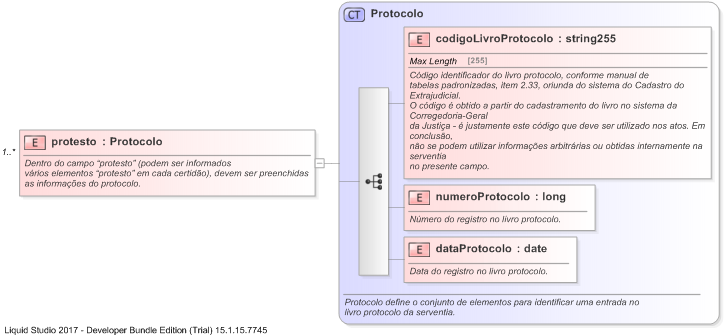 CT Protocolo
E codigoLivroProtocolo : string255
Max Length [255]
Código identificador do livro protocolo, conforme manual de
tabelas padronizadas, item 2.33, oriunda do sistema do Cadastro do
Extrajudicial.
O código é obtido a partir do cadastramento do livro no sistema da
Corregedoria-Geral
da Justiça - é justamente este código que deve ser utilizado nos atos. Em
conclusão,
não se podem utilizar informações arbitrárias ou obtidas internamente na
serventia
no presente campo.
1..*
E protesto : Protocolo
Dentro do campo “protesto” (podem ser informados
vários elementos “protesto” em cada certidão), devem ser preenchidas
as informações do protocolo.
E numeroProtocolo : long
Número do registro no livro protocolo.
E dataProtocolo : date
Data do registro no livro protocolo.
Protocolo define o conjunto de elementos para identificar uma entrada no
livro protocolo da serventia.
Liquid Studio 2017 - Developer Bundle Edition (Trial) 15.1.15.7745